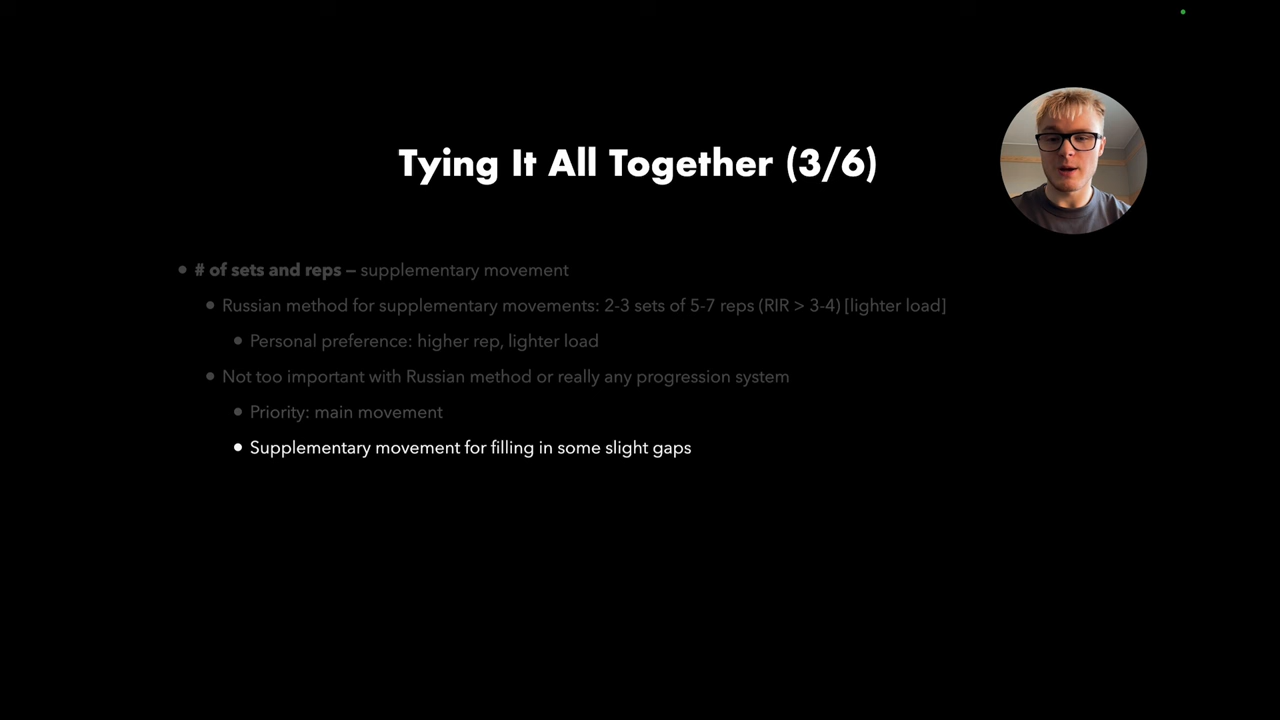 Tying It All Together (3/6)
• # of sets and reps – supplementary movement
• Russian method for supplementary movements: 2-3 sets of 5-7 reps (RIR > 3-4) [lighter load]
• Personal preference: higher rep, lighter load
• Not too important with Russian method or really any progression system
• Priority: main movement
• Supplementary movement for filling in some slight gaps